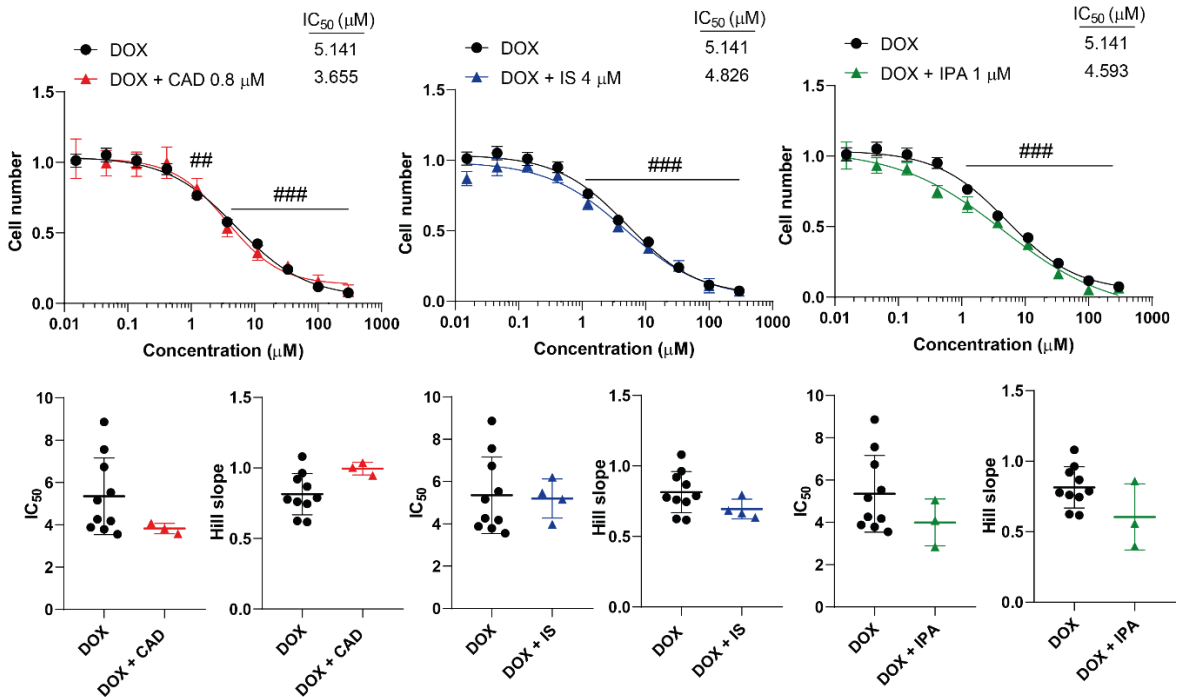 IC50 (μM)
DOX 5.141
DOX + CAD 0.8 μM 3.655
1.5
1.0
0.5
0.0
Cell number
##
###
0.01 0.1 1 10 100 1000
Concentration (μM)
IC50 (μM)
DOX 5.141
DOX + IS 4 μM 4.826
1.5
1.0
0.5
0.0
Cell number
###
0.01 0.1 1 10 100 1000
Concentration (μM)
IC50 (μM)
DOX 5.141
DOX + IPA 1 μM 4.593
1.5
1.0
0.5
0.0
Cell number
###
0.01 0.1 1 10 100 1000
Concentration (μM)
10
8
6
4
2
0
IC50
DOX
DOX + CAD
1.5
1.0
0.5
0.0
Hill slope
DOX
DOX + CAD
10
8
6
4
2
0
IC50
DOX
DOX + IS
1.5
1.0
0.5
0.0
Hill slope
DOX
DOX + IS
10
8
6
4
2
0
IC50
DOX
DOX + IPA
1.5
1.0
0.5
0.0
Hill slope
DOX
DOX + IPA